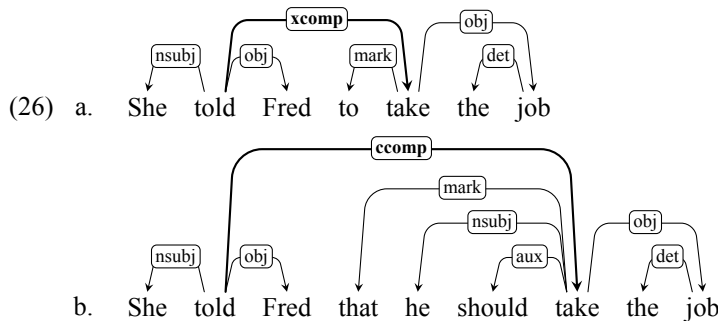 xcomp
obj
nsubj obj mark det
(26) a. She told Fred to take the job
ccomp
mark
nsubj obj
nsubj obj aux det
b. She told Fred that he should take the job